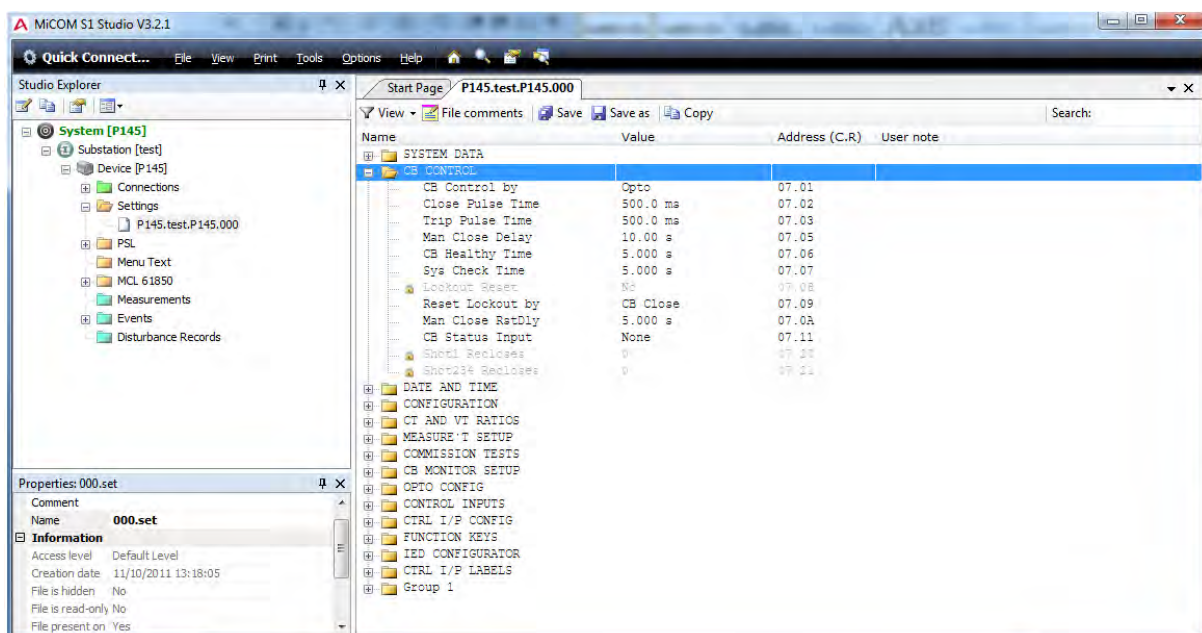 MiCOM S1 Studio V3.2.1
Quick Connect... File View Print Tools Options Help
Studio Explorer
System [P145]
Substation [test]
Device [P145]
Connections
Settings
P145.test.P145.000
PSL
Menu Text
MCL 61850
Measurements
Events
Disturbance Records
Properties: 000.set
Comment
Name 000.set
Information
Access level Default Level
Creation date 11/10/2011 13:18:05
File is hidden No
File is read-only No
File present on Yes
Start Page P145.test.P145.000
View File comments Save Save as Copy Search:
Name Value Address (C.R) User note
SYSTEM DATA
CB CONTROL
CB Control by Opto 07.01
Close Pulse Time 500.0 ms 07.02
Trip Pulse Time 500.0 ms 07.03
Man Close Delay 10.00 s 07.05
CB Healthy Time 5.000 s 07.06
Sys Check Time 5.000 s 07.07
Lockout Reset No 07.08
Reset Lockout by CB Close 07.09
Man Close RstDly 5.000 s 07.0A
CB Status Input None 07.11
Shot1 Recloses 0
Shot234 Recloses 0 07.21
DATE AND TIME
CONFIGURATION
CT AND VT RATIOS
MEASURE'T SETUP
COMMISSION TESTS
CB MONITOR SETUP
OPTO CONFIG
CONTROL INPUTS
CTRL I/P CONFIG
FUNCTION KEYS
IED CONFIGURATOR
CTRL I/P LABELS
Group 1